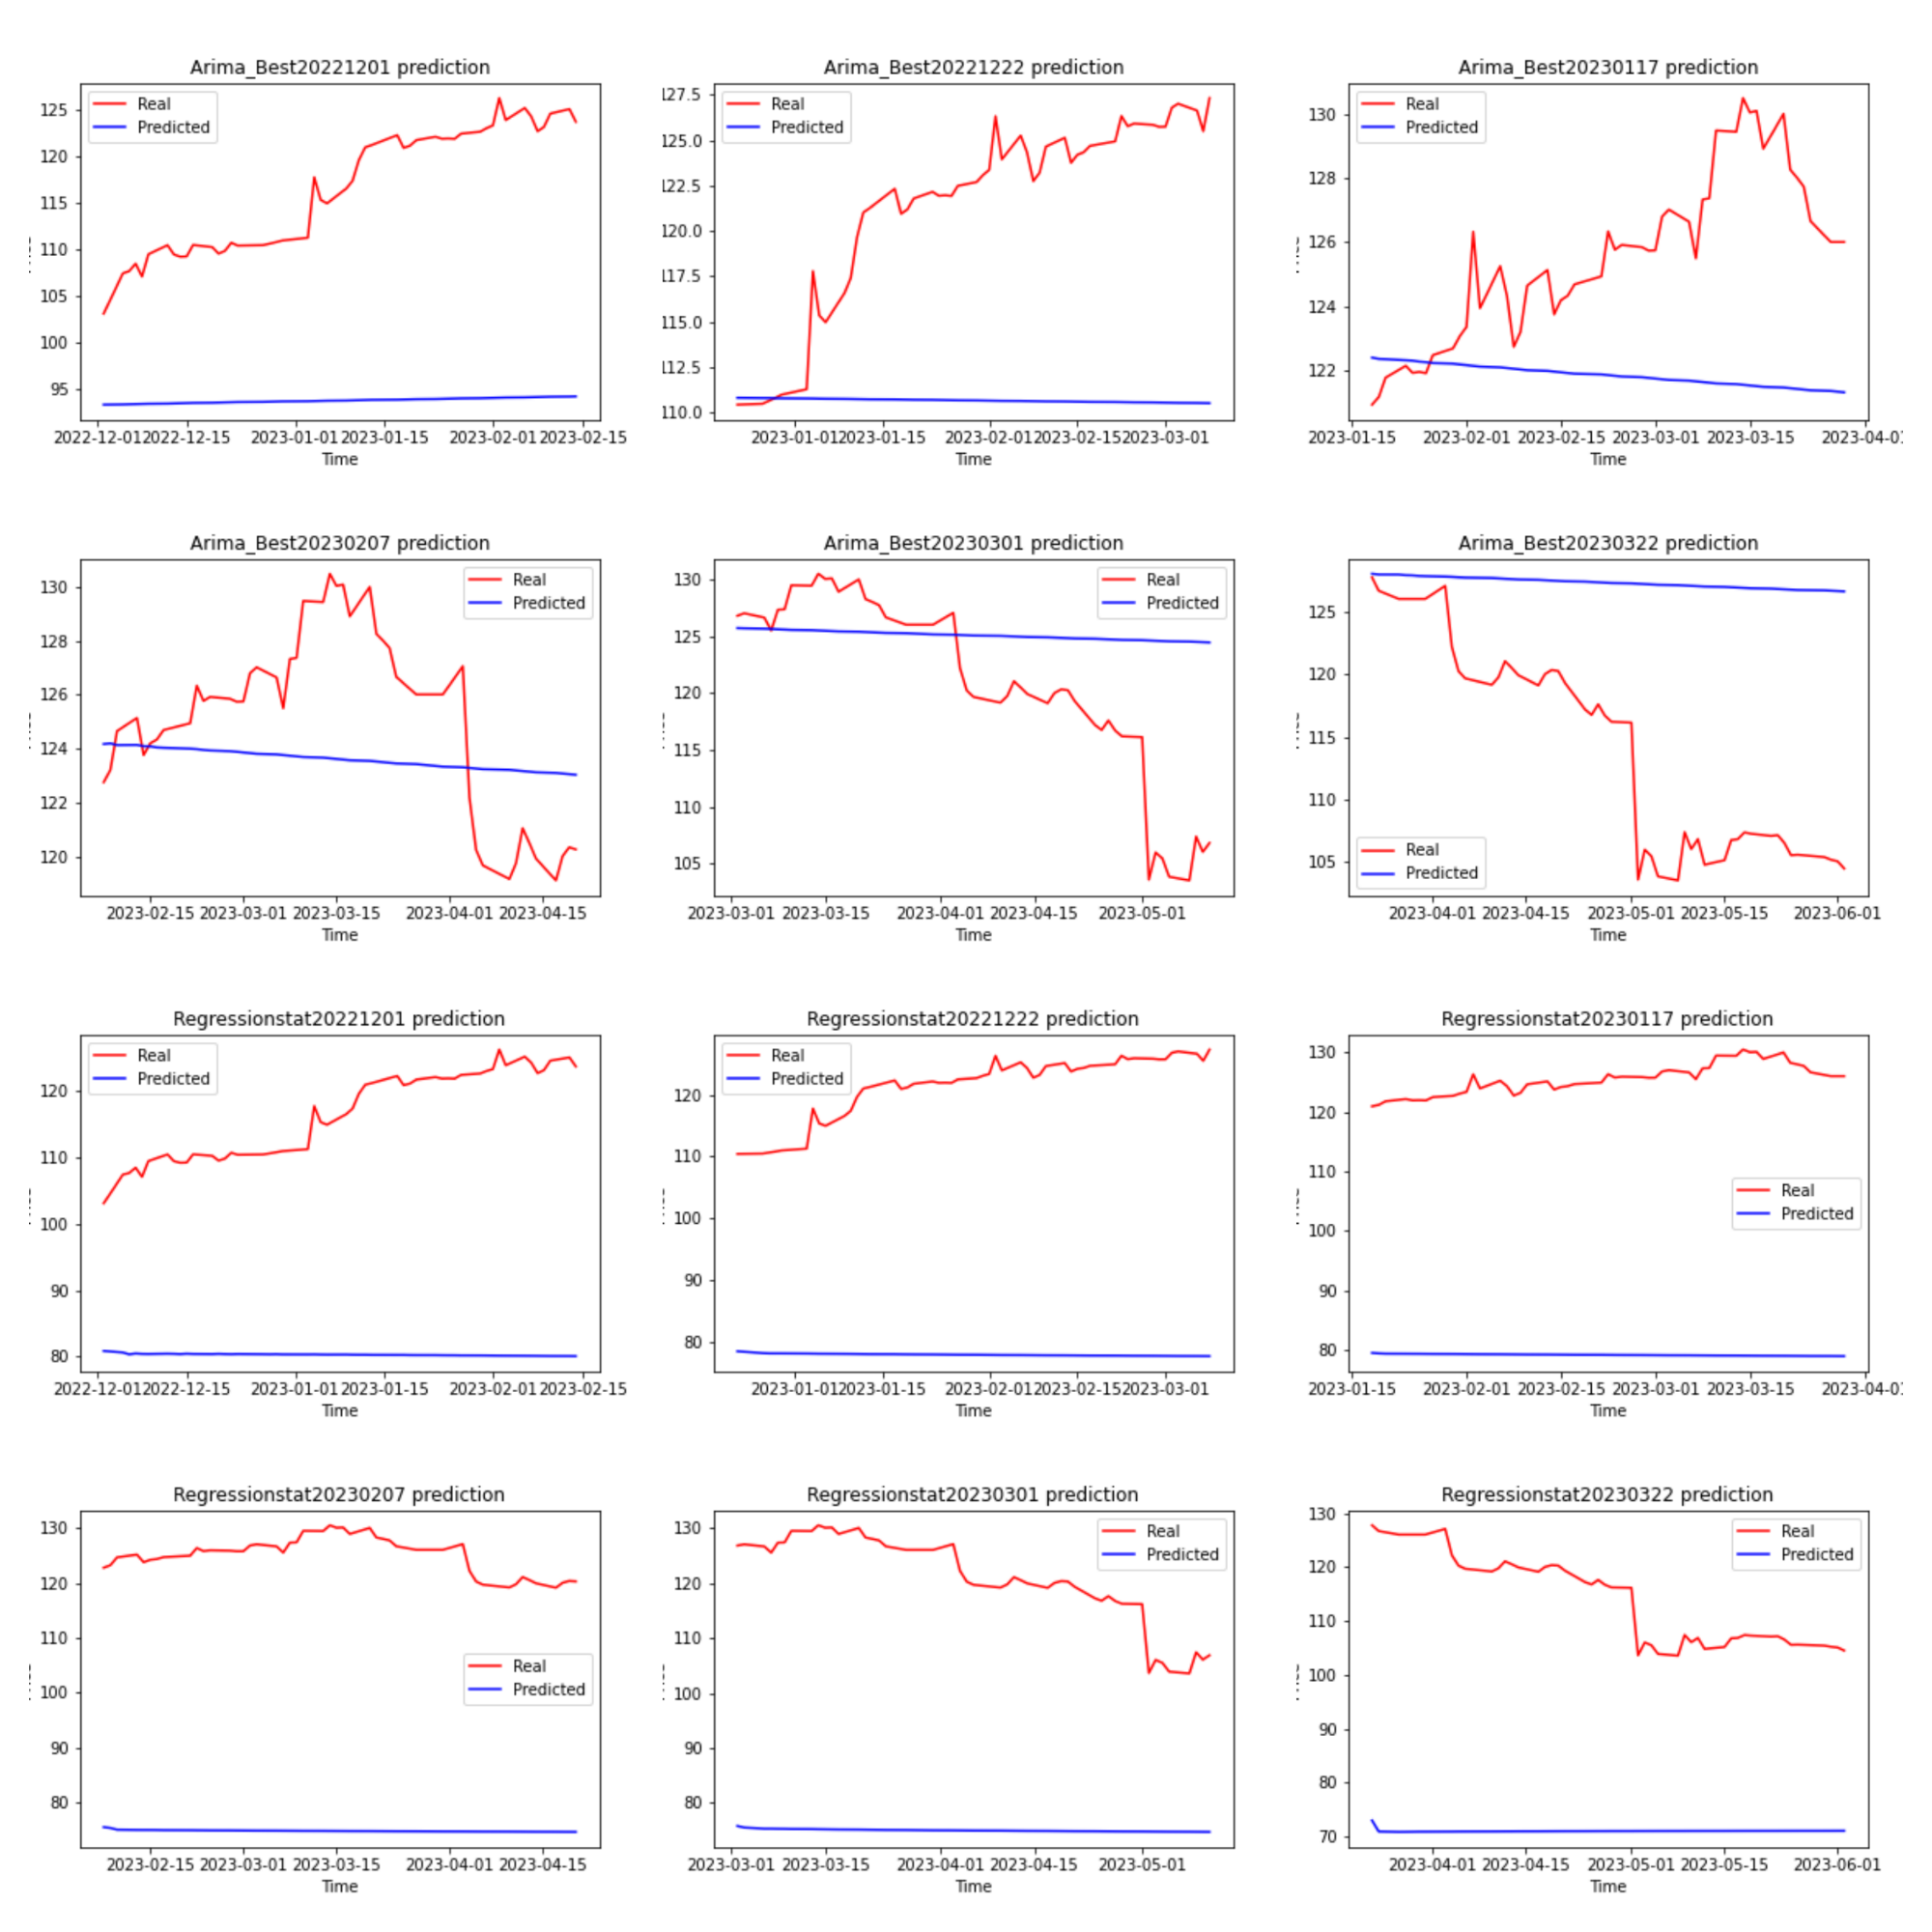 Arima_Best20221201 prediction
Real
Predicted
125
120
115
110
105
100
95
2022-12-01 2022-12-15 2023-01-01 2023-01-15 2023-02-01 2023-02-15
Time
Arima_Best20221222 prediction
Real
Predicted
127.5
125.0
122.5
120.0
117.5
115.0
112.5
110.0
2023-01-01 2023-01-15 2023-02-01 2023-02-15 2023-03-01
Time
Arima_Best20230117 prediction
Real
Predicted
130
128
126
124
122
2023-01-15 2023-02-01 2023-02-15 2023-03-01 2023-03-15 2023-04-01
Time
Arima_Best20230207 prediction
Real
Predicted
130
128
126
124
122
120
2023-02-15 2023-03-01 2023-03-15 2023-04-01 2023-04-15
Time
Arima_Best20230301 prediction
Real
Predicted
130
125
120
115
110
105
2023-03-01 2023-03-15 2023-04-01 2023-04-15 2023-05-01
Time
Arima_Best20230322 prediction
125
120
115
110
105
Real
Predicted
2023-04-01 2023-04-15 2023-05-01 2023-05-15 2023-06-01
Time
Regressionstat20221201 prediction
Real
Predicted
120
110
100
90
80
2022-12-01 2022-12-15 2023-01-01 2023-01-15 2023-02-01 2023-02-15
Time
Regressionstat20221222 prediction
Real
Predicted
120
110
100
90
80
2023-01-01 2023-01-15 2023-02-01 2023-02-15 2023-03-01
Time
Regressionstat20230117 prediction
130
120
110
100
90
80
Real
Predicted
2023-01-15 2023-02-01 2023-02-15 2023-03-01 2023-03-15 2023-04-01
Time
Regressionstat20230207 prediction
130
120
110
100
90
80
Real
Predicted
2023-02-15 2023-03-01 2023-03-15 2023-04-01 2023-04-15
Time
Regressionstat20230301 prediction
Real
Predicted
130
120
110
100
90
80
2023-03-01 2023-03-15 2023-04-01 2023-04-15 2023-05-01
Time
Regressionstat20230322 prediction
Real
Predicted
130
120
110
100
90
80
70
2023-04-01 2023-04-15 2023-05-01 2023-05-15 2023-06-01
Time